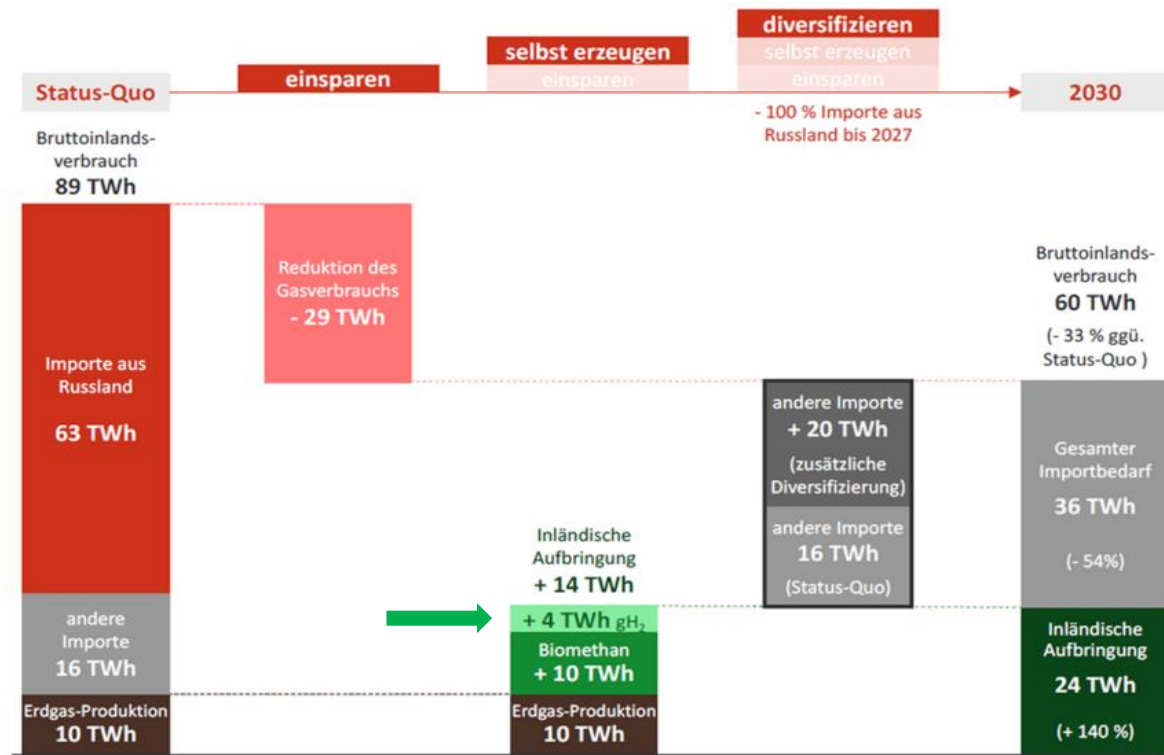 diversifizieren
selbst erzeugen
einsparen
selbst erzeugen
einsparen
einsparen
Status-Quo
2030
- 100 % Importe aus
Russland bis 2027
Bruttoinlands-
verbrauch
89 TWh
Importe aus
Russland
63 TWh
andere
Importe
16 TWh
Erdgas-Produktion
10 TWh
Reduktion des
Gasverbrauchs
- 29 TWh
Inländische
Aufbringung
+ 14 TWh
+ 4 TWh gH₂
Biomethan
+ 10 TWh
Erdgas-Produktion
10 TWh
andere Importe
+ 20 TWh
(zusätzliche
Diversifizierung)
andere Importe
16 TWh
(Status-Quo)
Bruttoinlands-
verbrauch
60 TWh
(- 33 % ggü.
Status-Quo )
Gesamter
Importbedarf
36 TWh
(- 54%)
Inländische
Aufbringung
24 TWh
(+ 140 %)